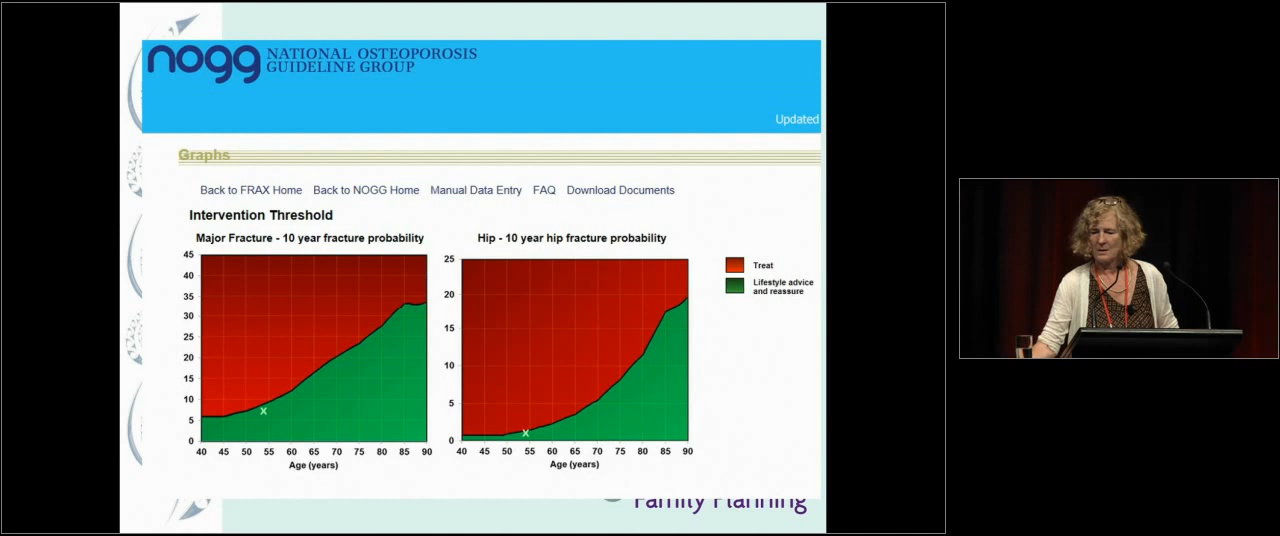 nogg NATIONAL OSTEOPOROSIS
GUIDELINE GROUP
Updated
Graphs
Back to FRAX Home Back to NOGG Home Manual Data Entry FAQ Download Documents
Intervention Threshold
Major Fracture - 10 year fracture probability
45
40
35
30
25
20
15
10
5
0
40 45 50 55 60 65 70 75 80 85 90
Age (years)
Hip - 10 year hip fracture probability
25
20
15
10
5
0
40 45 50 55 60 65 70 75 80 85 90
Age (years)
Treat
Lifestyle advice
and reassure
X
X
Family Planning